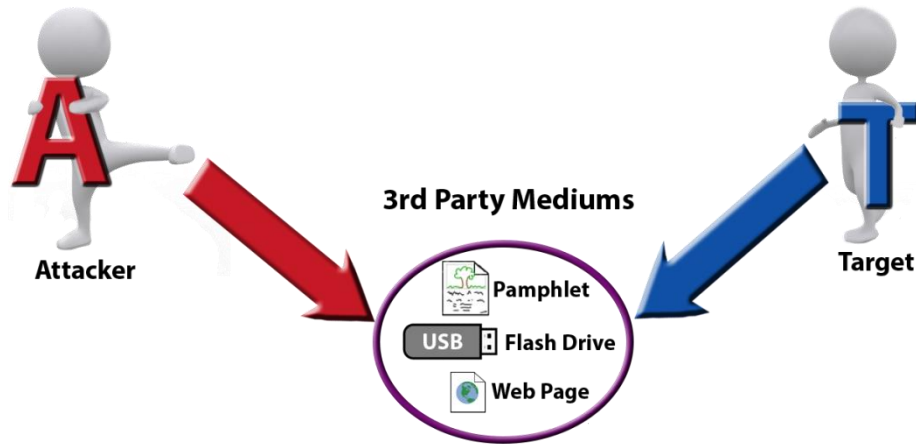 A
T
3rd Party Mediums
Attacker
Target
Pamphlet
USB
Flash Drive
Web Page